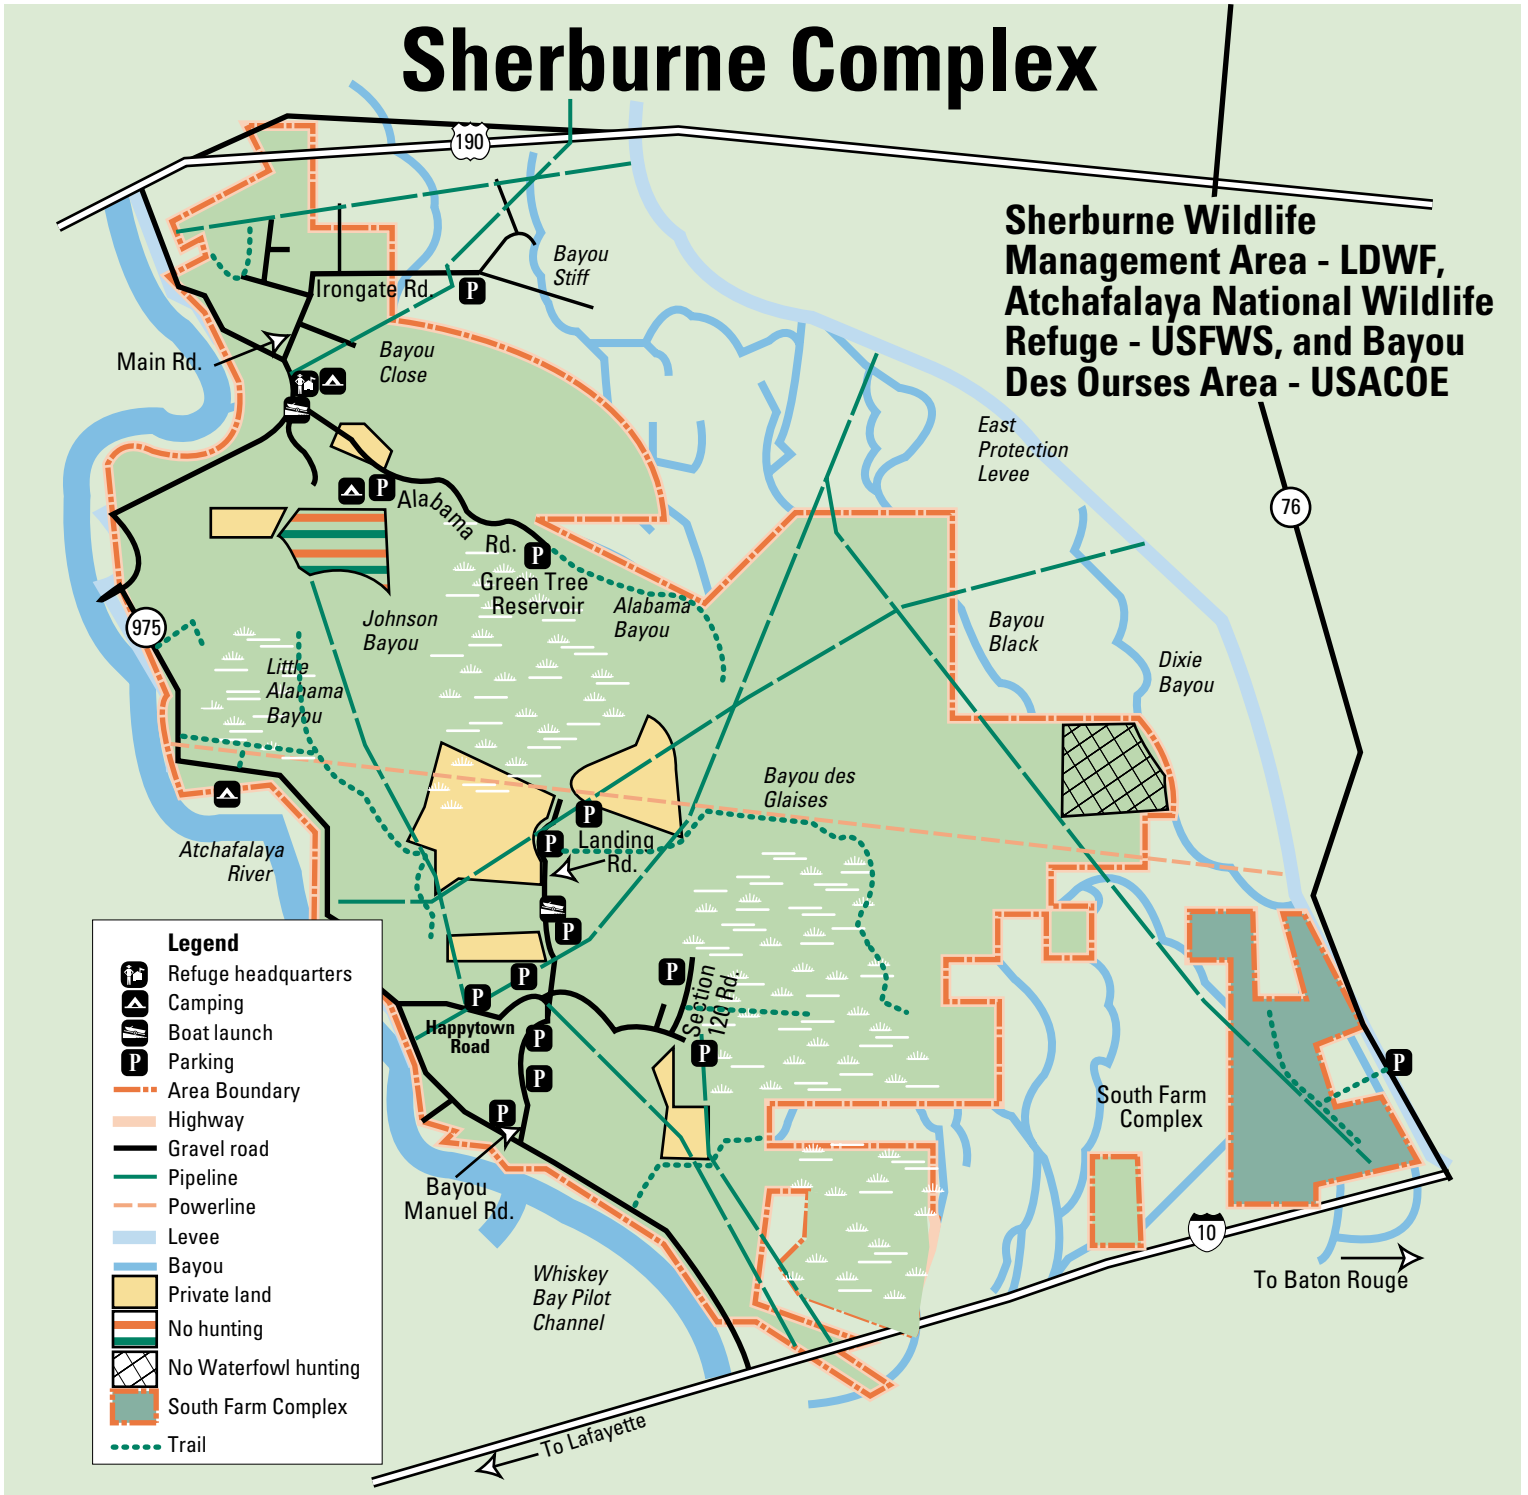 Sherburne Complex
190
Sherburne Wildlife
Management Area - LDWF,
Atchafalaya National Wildlife
Refuge - USFWS, and Bayou
Des Ourses Area - USACOE
Bayou
Stiff
Irongate Rd.
P
Main Rd.
Bayou
Close
East
Protection
Levee
76
P
Alabama
Rd.
P
Green Tree
Reservoir
Johnson
Bayou
Alabama
Bayou
975
Bayou
Black
Dixie
Bayou
Little
Alabama
Bayou
Bayou des
Glaises
P
P
Landing
Rd.
Atchafalaya
River
P
P
P
P
Section
120 Rd.
Happytown
Road
P
P
P
P
P
South Farm
Complex
Bayou
Manuel Rd.
10
To Baton Rouge
Whiskey
Bay Pilot
Channel
To Lafayette
Legend
Refuge headquarters
Camping
Boat launch
P Parking
Area Boundary
Highway
Gravel road
Pipeline
Powerline
Levee
Bayou
Private land
No hunting
No Waterfowl hunting
South Farm Complex
Trail